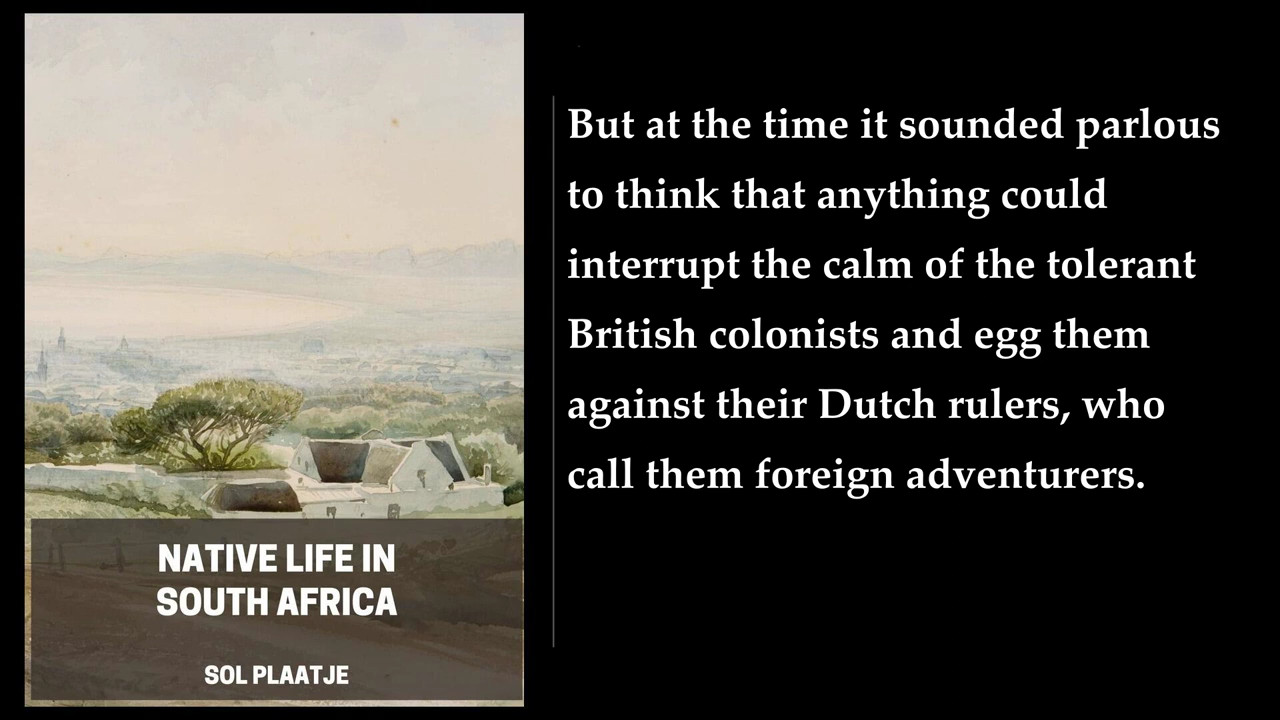 NATIVE LIFE IN
SOUTH AFRICA
SOL PLAATJE
But at the time it sounded parlous
to think that anything could
interrupt the calm of the tolerant
British colonists and egg them
against their Dutch rulers, who
call them foreign adventurers.